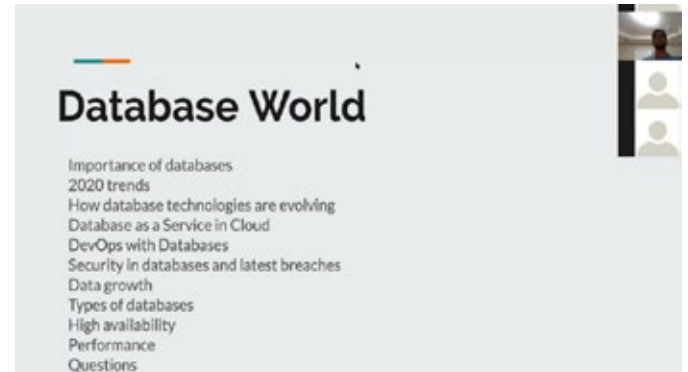 Database World
Importance of databases
2020 trends
How database technologies are evolving
Database as a Service in Cloud
DevOps with Databases
Security in databases and latest breaches
Data growth
Types of databases
High availability
Performance
Questions